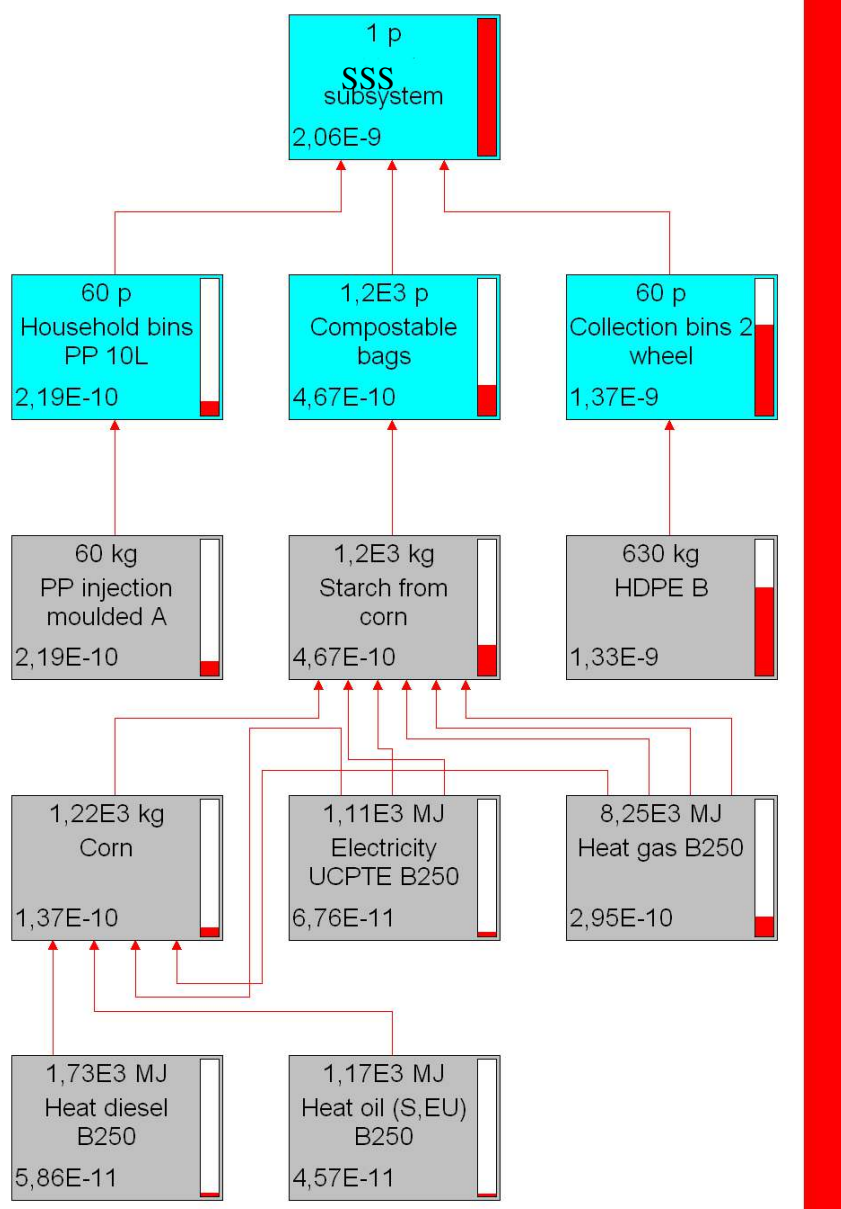 1 p
sss
subsystem
2,06E-9
60 p
Household bins
PP 10L
2,19E-10
1,2E3 p
Compostable
bags
4,67E-10
60 p
Collection bins 2
wheel
1,37E-9
60 kg
PP injection
moulded A
2,19E-10
1,2E3 kg
Starch from
corn
4,67E-10
630 kg
HDPE B
1,33E-9
1,22E3 kg
Corn
1,37E-10
1,11E3 MJ
Electricity
UCPTE B250
6,76E-11
8,25E3 MJ
Heat gas B250
2,95E-10
1,73E3 MJ
Heat diesel
B250
5,86E-11
1,17E3 MJ
Heat oil (S,EU)
B250
4,57E-11